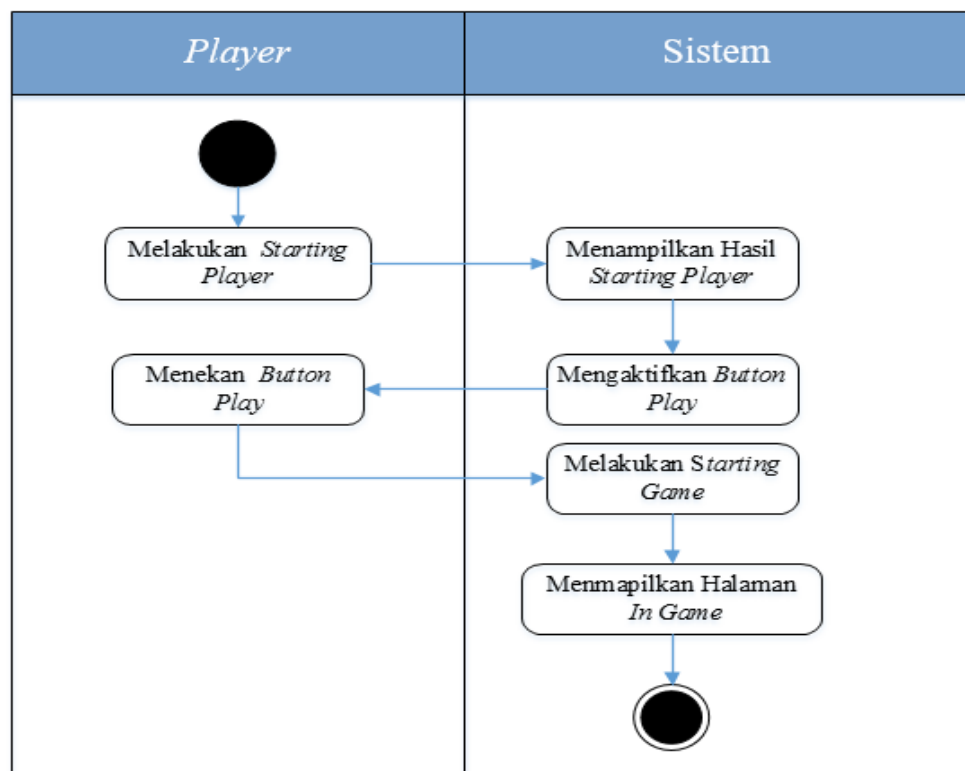 Player
Sistem
Melakukan Starting
Player
Menampilkan Hasil
Starting Player
Mengaktifkan Button
Play
Menekan Button
Play
Melakukan Starting
Game
Menmapilkan Halaman
In Game